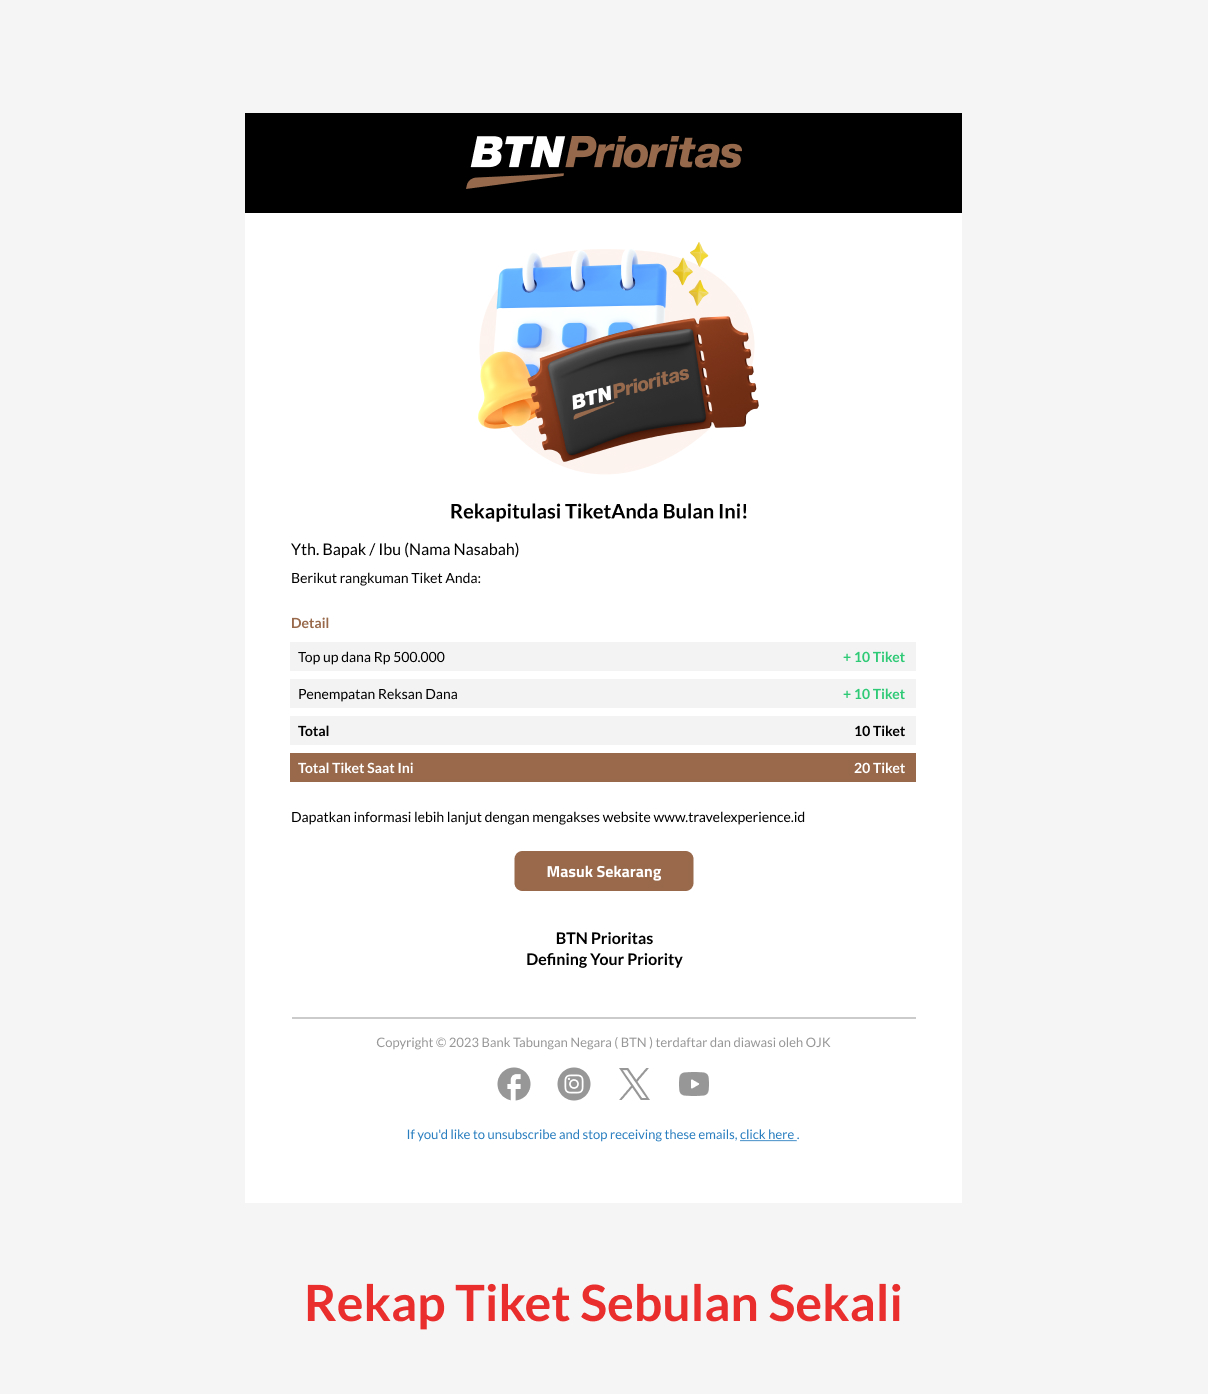 BTN Prioritas
BTN Prioritas
Rekapitulasi TiketAnda Bulan Ini!
Yth. Bapak / Ibu (Nama Nasabah)
Berikut rangkuman Tiket Anda:
Detail
Top up dana Rp 500.000 + 10 Tiket
Penempatan Reksan Dana + 10 Tiket
Total 10 Tiket
Total Tiket Saat Ini 20 Tiket
Dapatkan informasi lebih lanjut dengan mengakses website www.travelexperience.id
Masuk Sekarang
BTN Prioritas
Defining Your Priority
Copyright © 2023 Bank Tabungan Negara ( BTN ) terdaftar dan diawasi oleh OJK
If you'd like to unsubscribe and stop receiving these emails, click here .
Rekap Tiket Sebulan Sekali